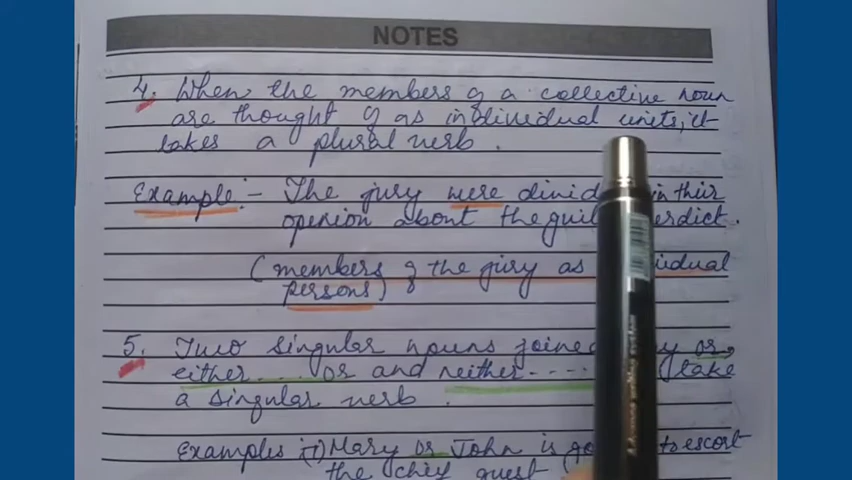 NOTES
4. When the members of a collective noun
are thought of as individual units, it
takes a plural verb.
Example :- The jury were divid in their
openion about the guil erdict.
(members of the jury as idual
persons)
5. Two singular nouns joined y or,
either .... or and neither .... take
a singular verb.
Examples :(i) Mary or John is go to escort
the chief guest